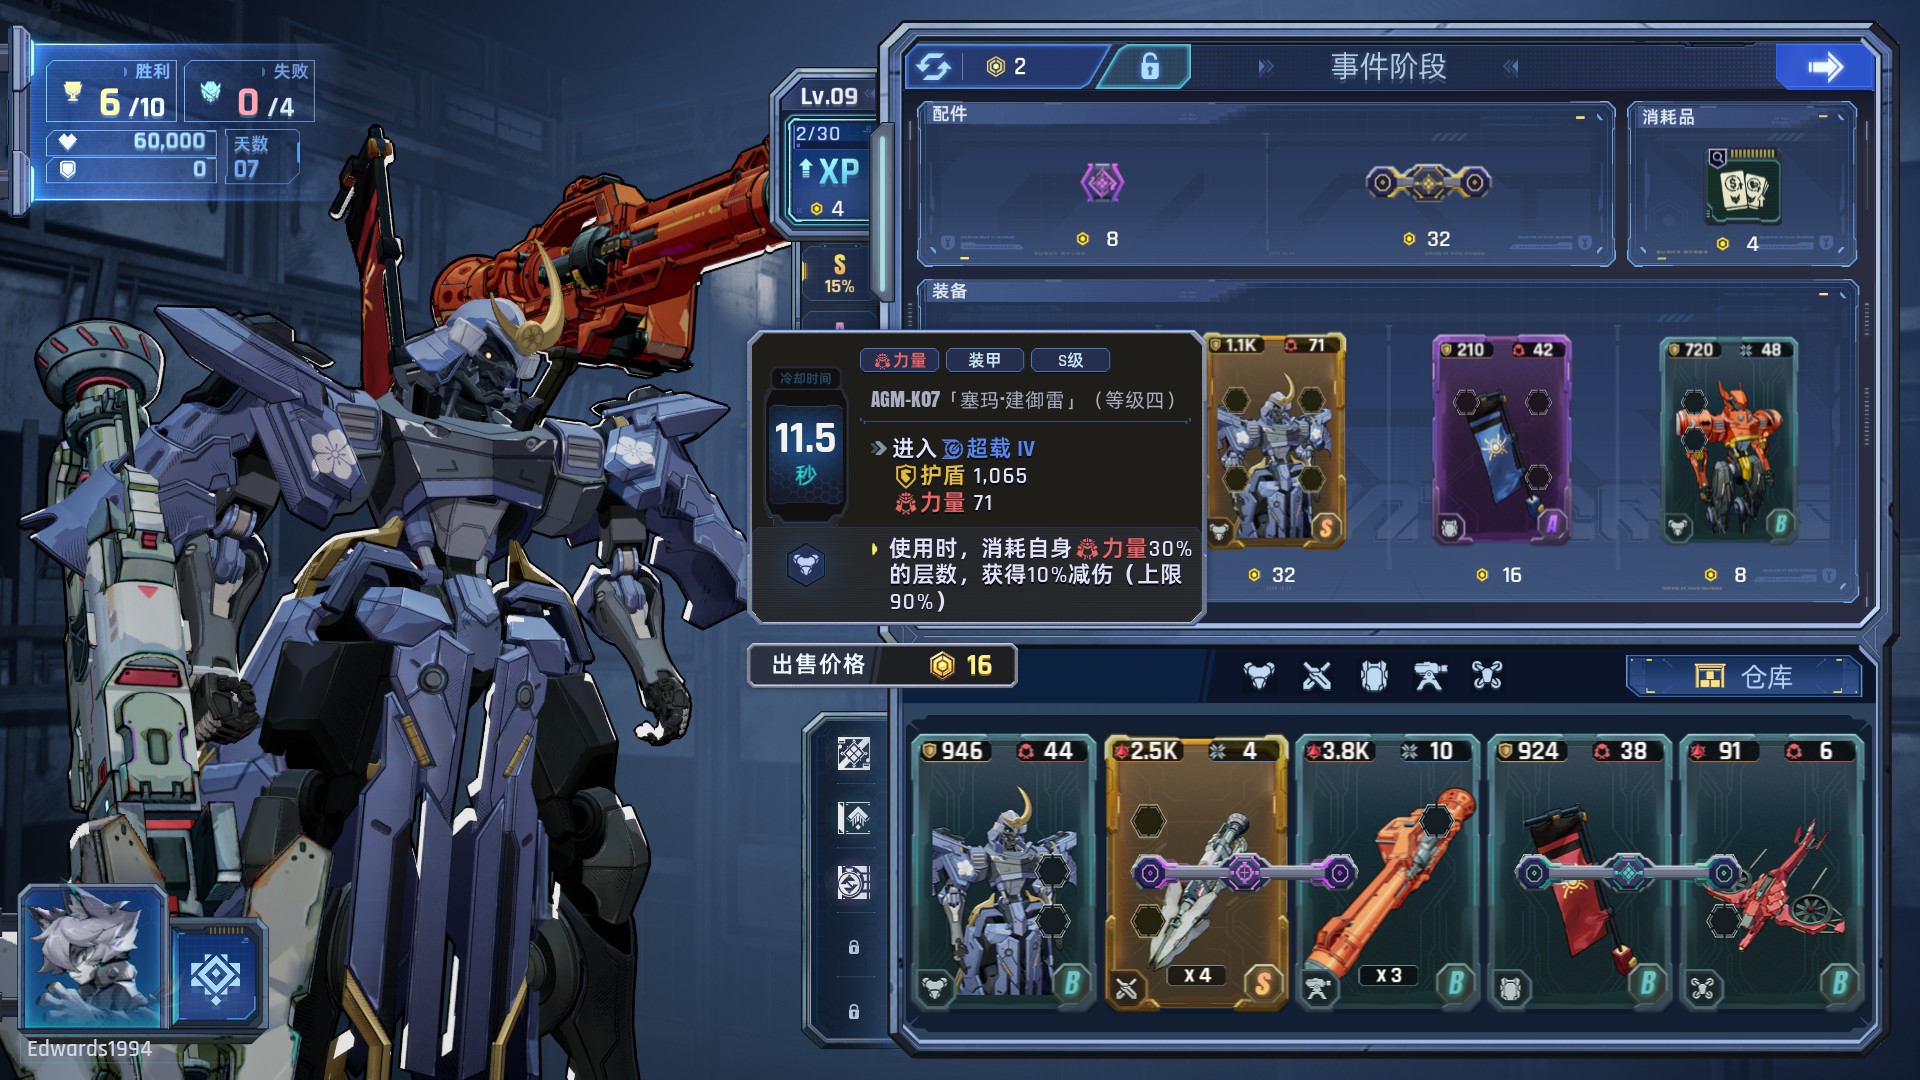 胜利
6 /10
失败
0 /4
60,000
0
天数
07
Lv.09
2/30
XP
4
S
15%
2
事件阶段
配件
8
32
消耗品
4
装备
1.1K
71
S
32
210
42
A
16
720
48
B
8
力量
装甲
S级
冷却时间
11.5
秒
AGM-K07「塞玛·建御雷」（等级四）
进入超载 IV
护盾 1,065
力量 71
使用时，消耗自身力量30%
的层数，获得10%减伤（上限
90%）
出售价格
16
仓库
946
44
B
2.5K
4
x4
S
3.8K
10
x3
B
924
38
B
91
6
B
Edwards1994